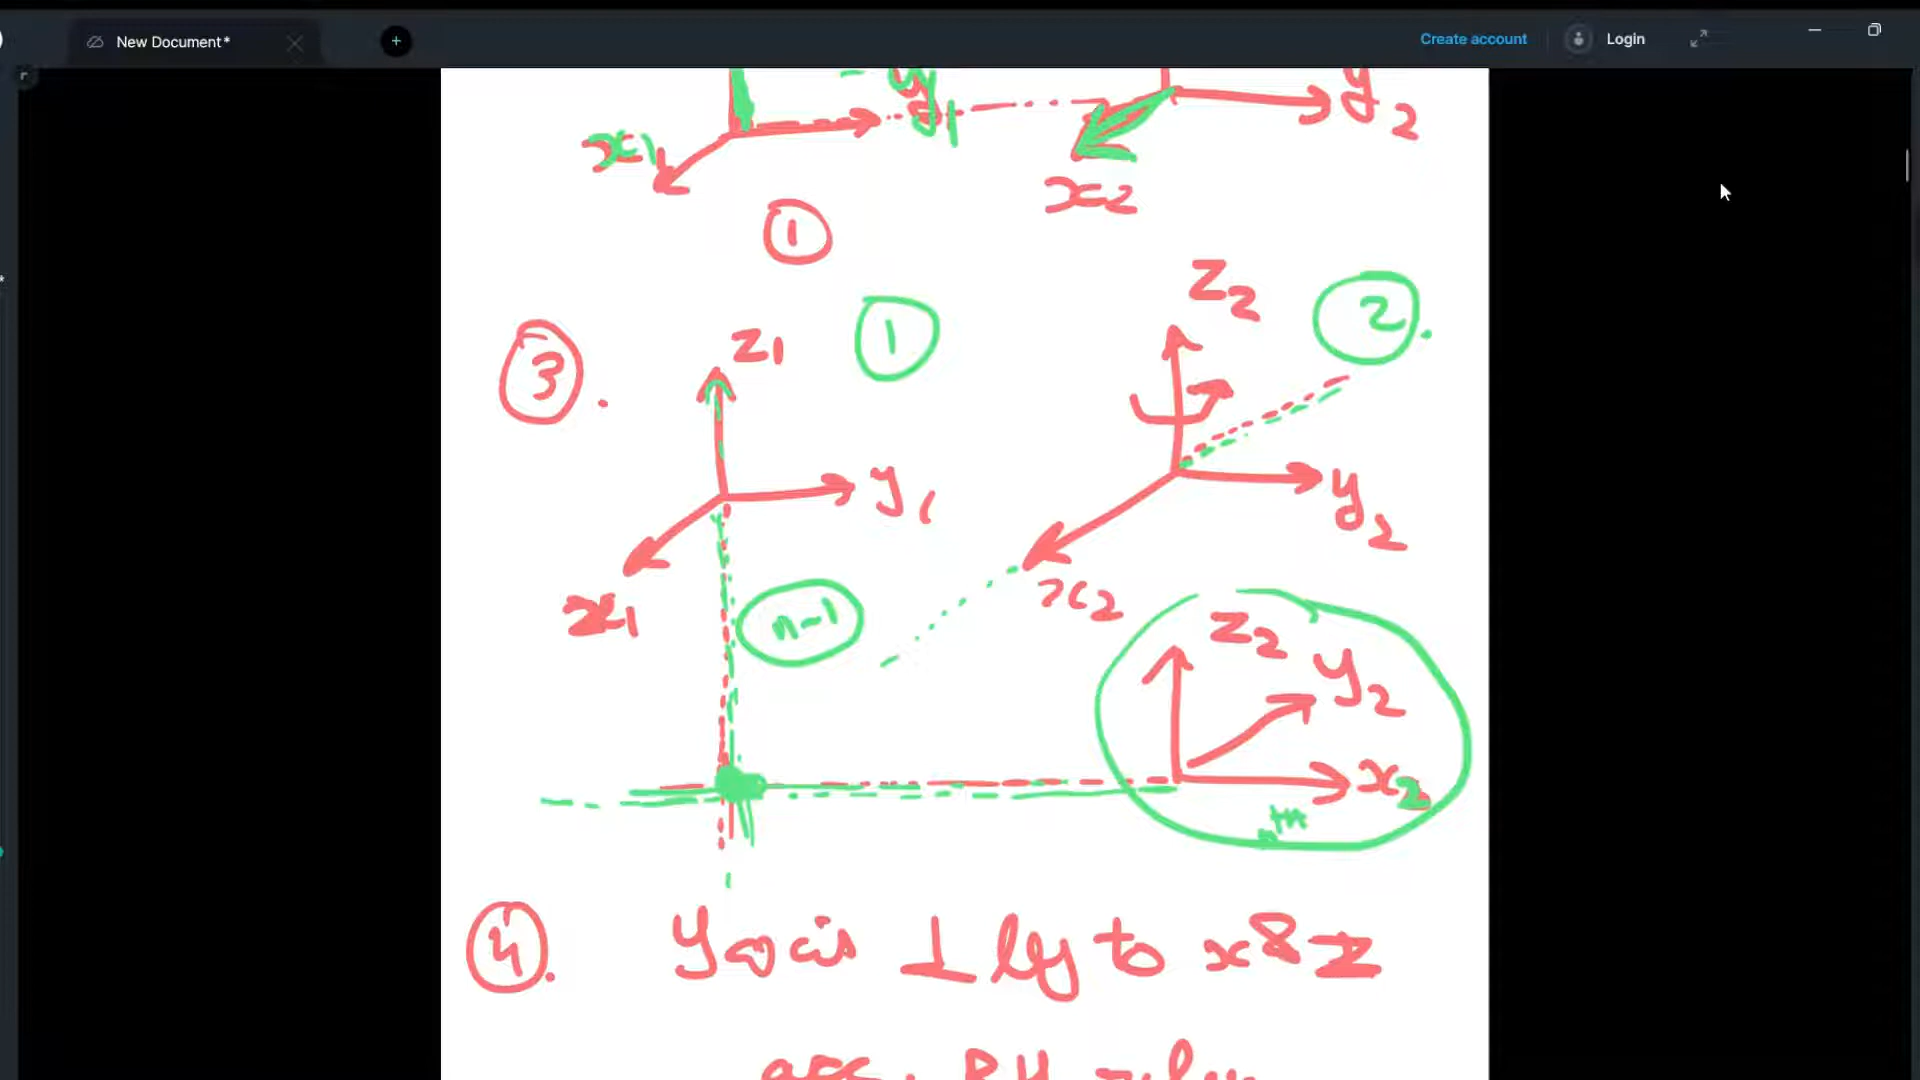 New Document*
+
Create account
Login
y1
y2
x1
x2
1
z2
2.
1
z1
3.
y1
y2
x1
x2
n-1
z2
y2
x2
nth
4. Y axis ⊥ly to x & z